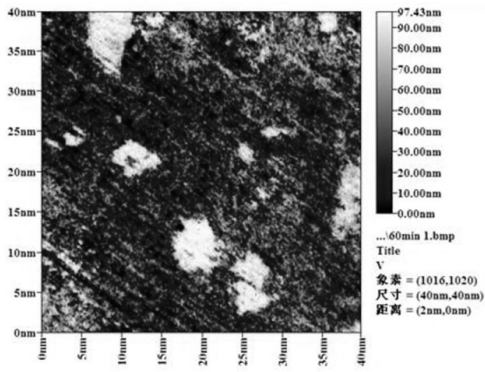 40nm
35nm
30nm
25nm
20nm
15nm
10nm
5nm
0nm
0nm
5nm
10nm
15nm
20nm
25nm
30nm
35nm
40nm
97.43nm
90.00nm
80.00nm
70.00nm
60.00nm
50.00nm
40.00nm
30.00nm
20.00nm
10.00nm
0.00nm
...\60min 1.bmp
Title
V
象素 = (1016,1020)
尺寸 = (40nm,40nm)
距离 = (2nm,0nm)